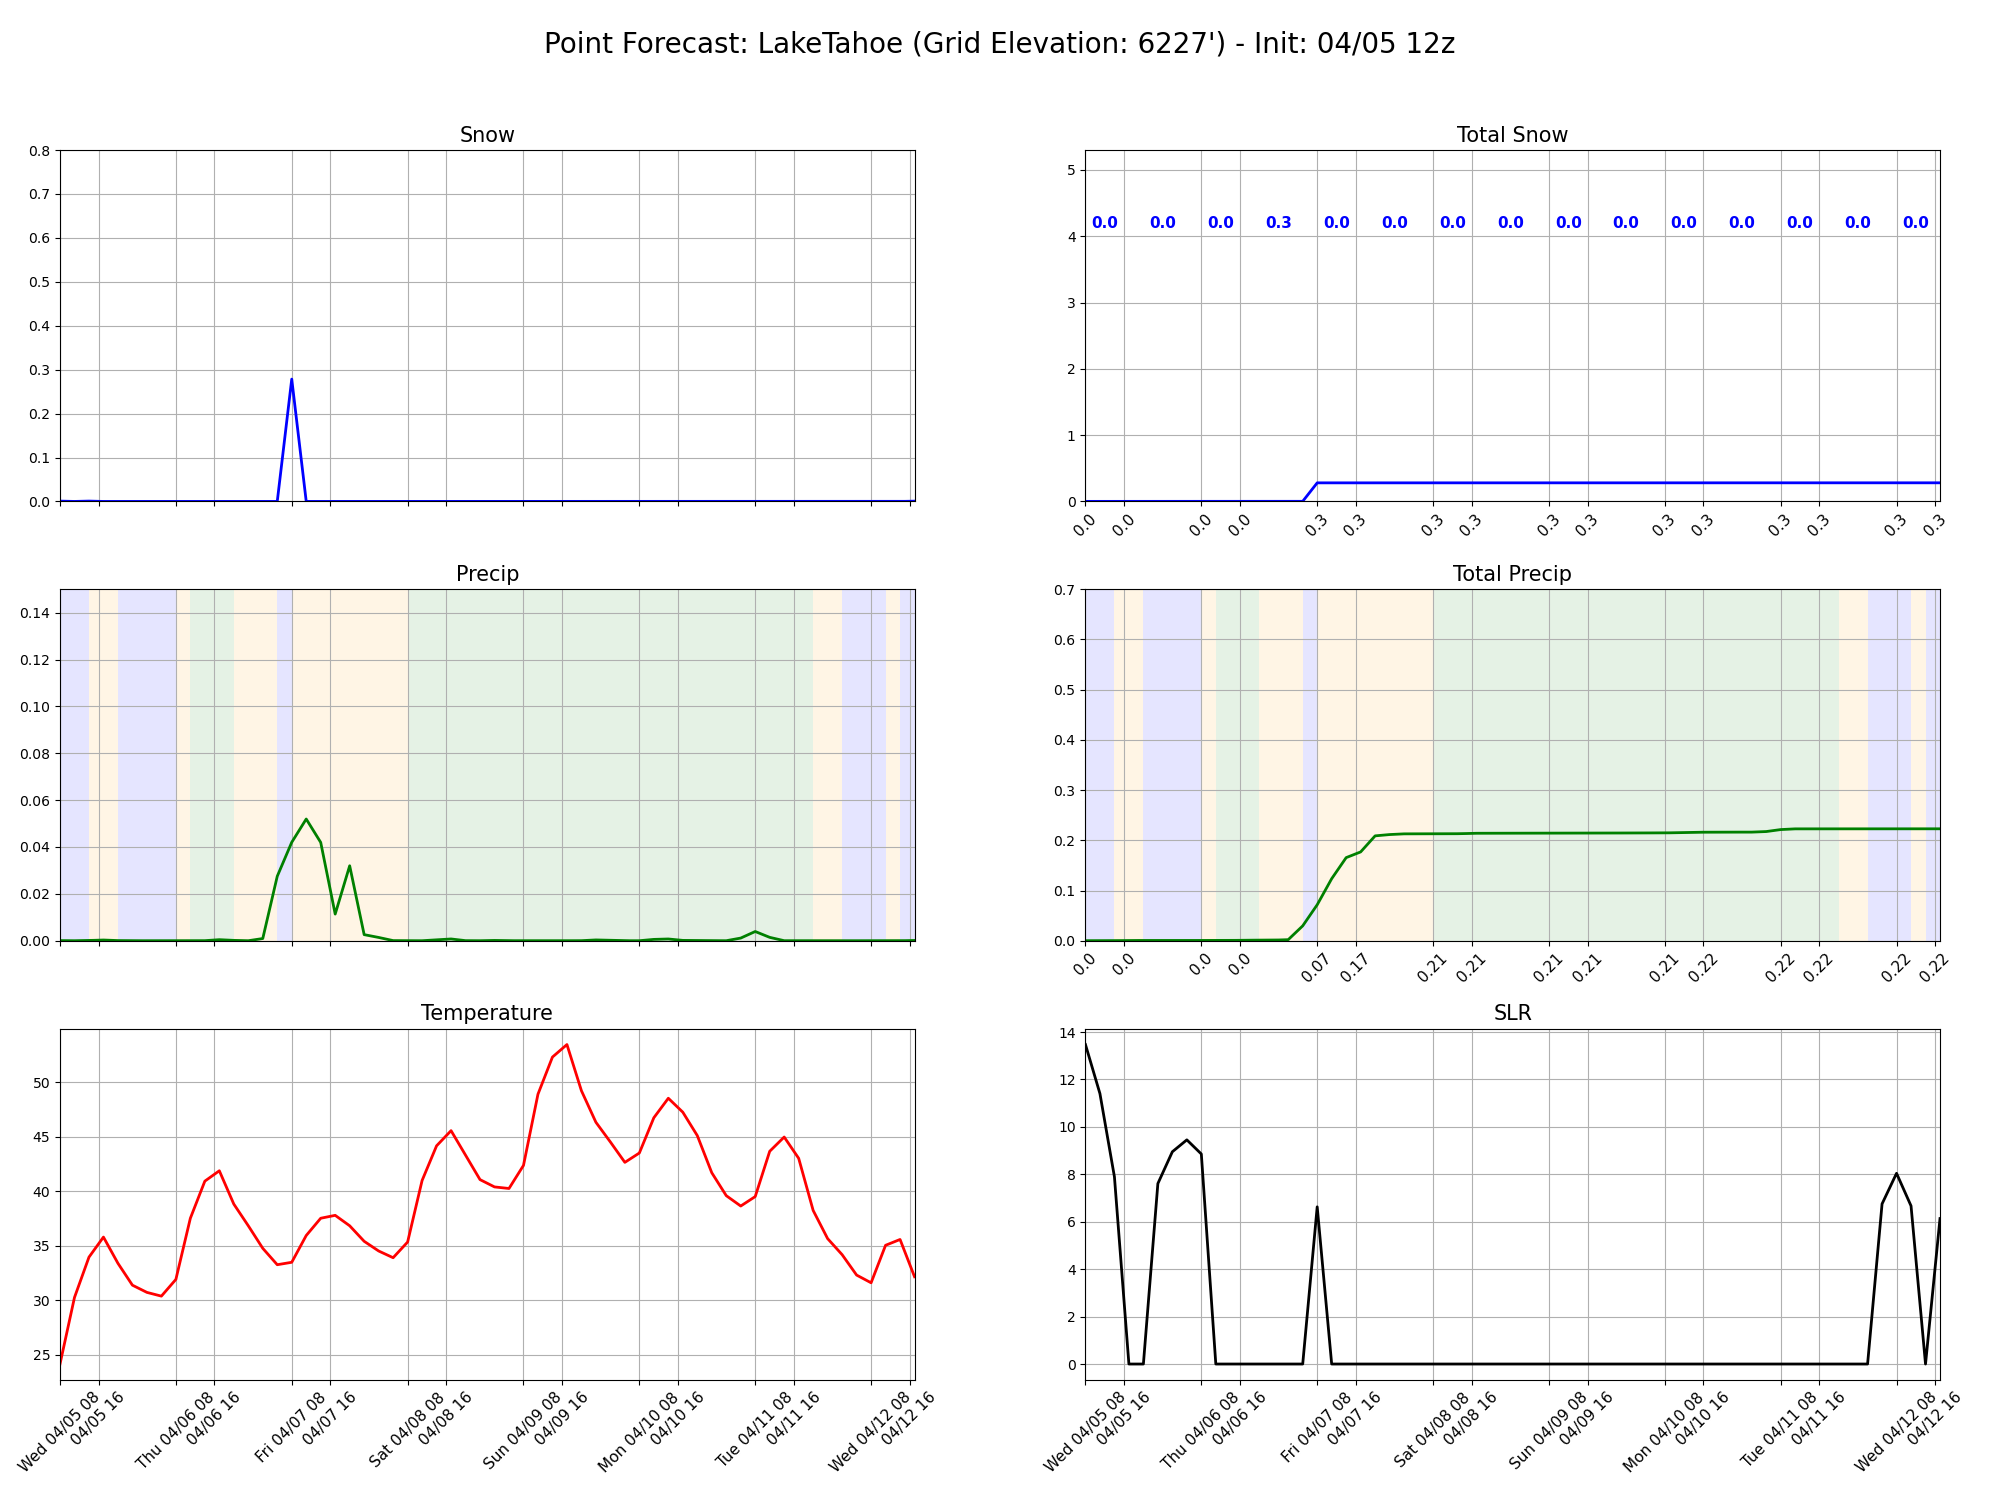 Point Forecast: LakeTahoe (Grid Elevation: 6227') - Init: 04/05 12z
Snow
0.8
0.7
0.6
0.5
0.4
0.3
0.2
0.1
0.0
Total Snow
5
4
3
2
1
0
0.0 0.0 0.0 0.3 0.0 0.0 0.0 0.0 0.0 0.0 0.0 0.0 0.0 0.0 0.0
0.0 0.0 0.0 0.0 0.3 0.3 0.3 0.3 0.3 0.3 0.3 0.3 0.3 0.3 0.3 0.3
Precip
0.14
0.12
0.10
0.08
0.06
0.04
0.02
0.00
Total Precip
0.7
0.6
0.5
0.4
0.3
0.2
0.1
0.0
0.0 0.0 0.0 0.0 0.07 0.17 0.21 0.21 0.21 0.21 0.21 0.22 0.22 0.22 0.22 0.22
Temperature
50
45
40
35
30
25
Wed 04/05 08
04/05 16
Thu 04/06 08
04/06 16
Fri 04/07 08
04/07 16
Sat 04/08 08
04/08 16
Sun 04/09 08
04/09 16
Mon 04/10 08
04/10 16
Tue 04/11 08
04/11 16
Wed 04/12 08
04/12 16
SLR
14
12
10
8
6
4
2
0
Wed 04/05 08
04/05 16
Thu 04/06 08
04/06 16
Fri 04/07 08
04/07 16
Sat 04/08 08
04/08 16
Sun 04/09 08
04/09 16
Mon 04/10 08
04/10 16
Tue 04/11 08
04/11 16
Wed 04/12 08
04/12 16